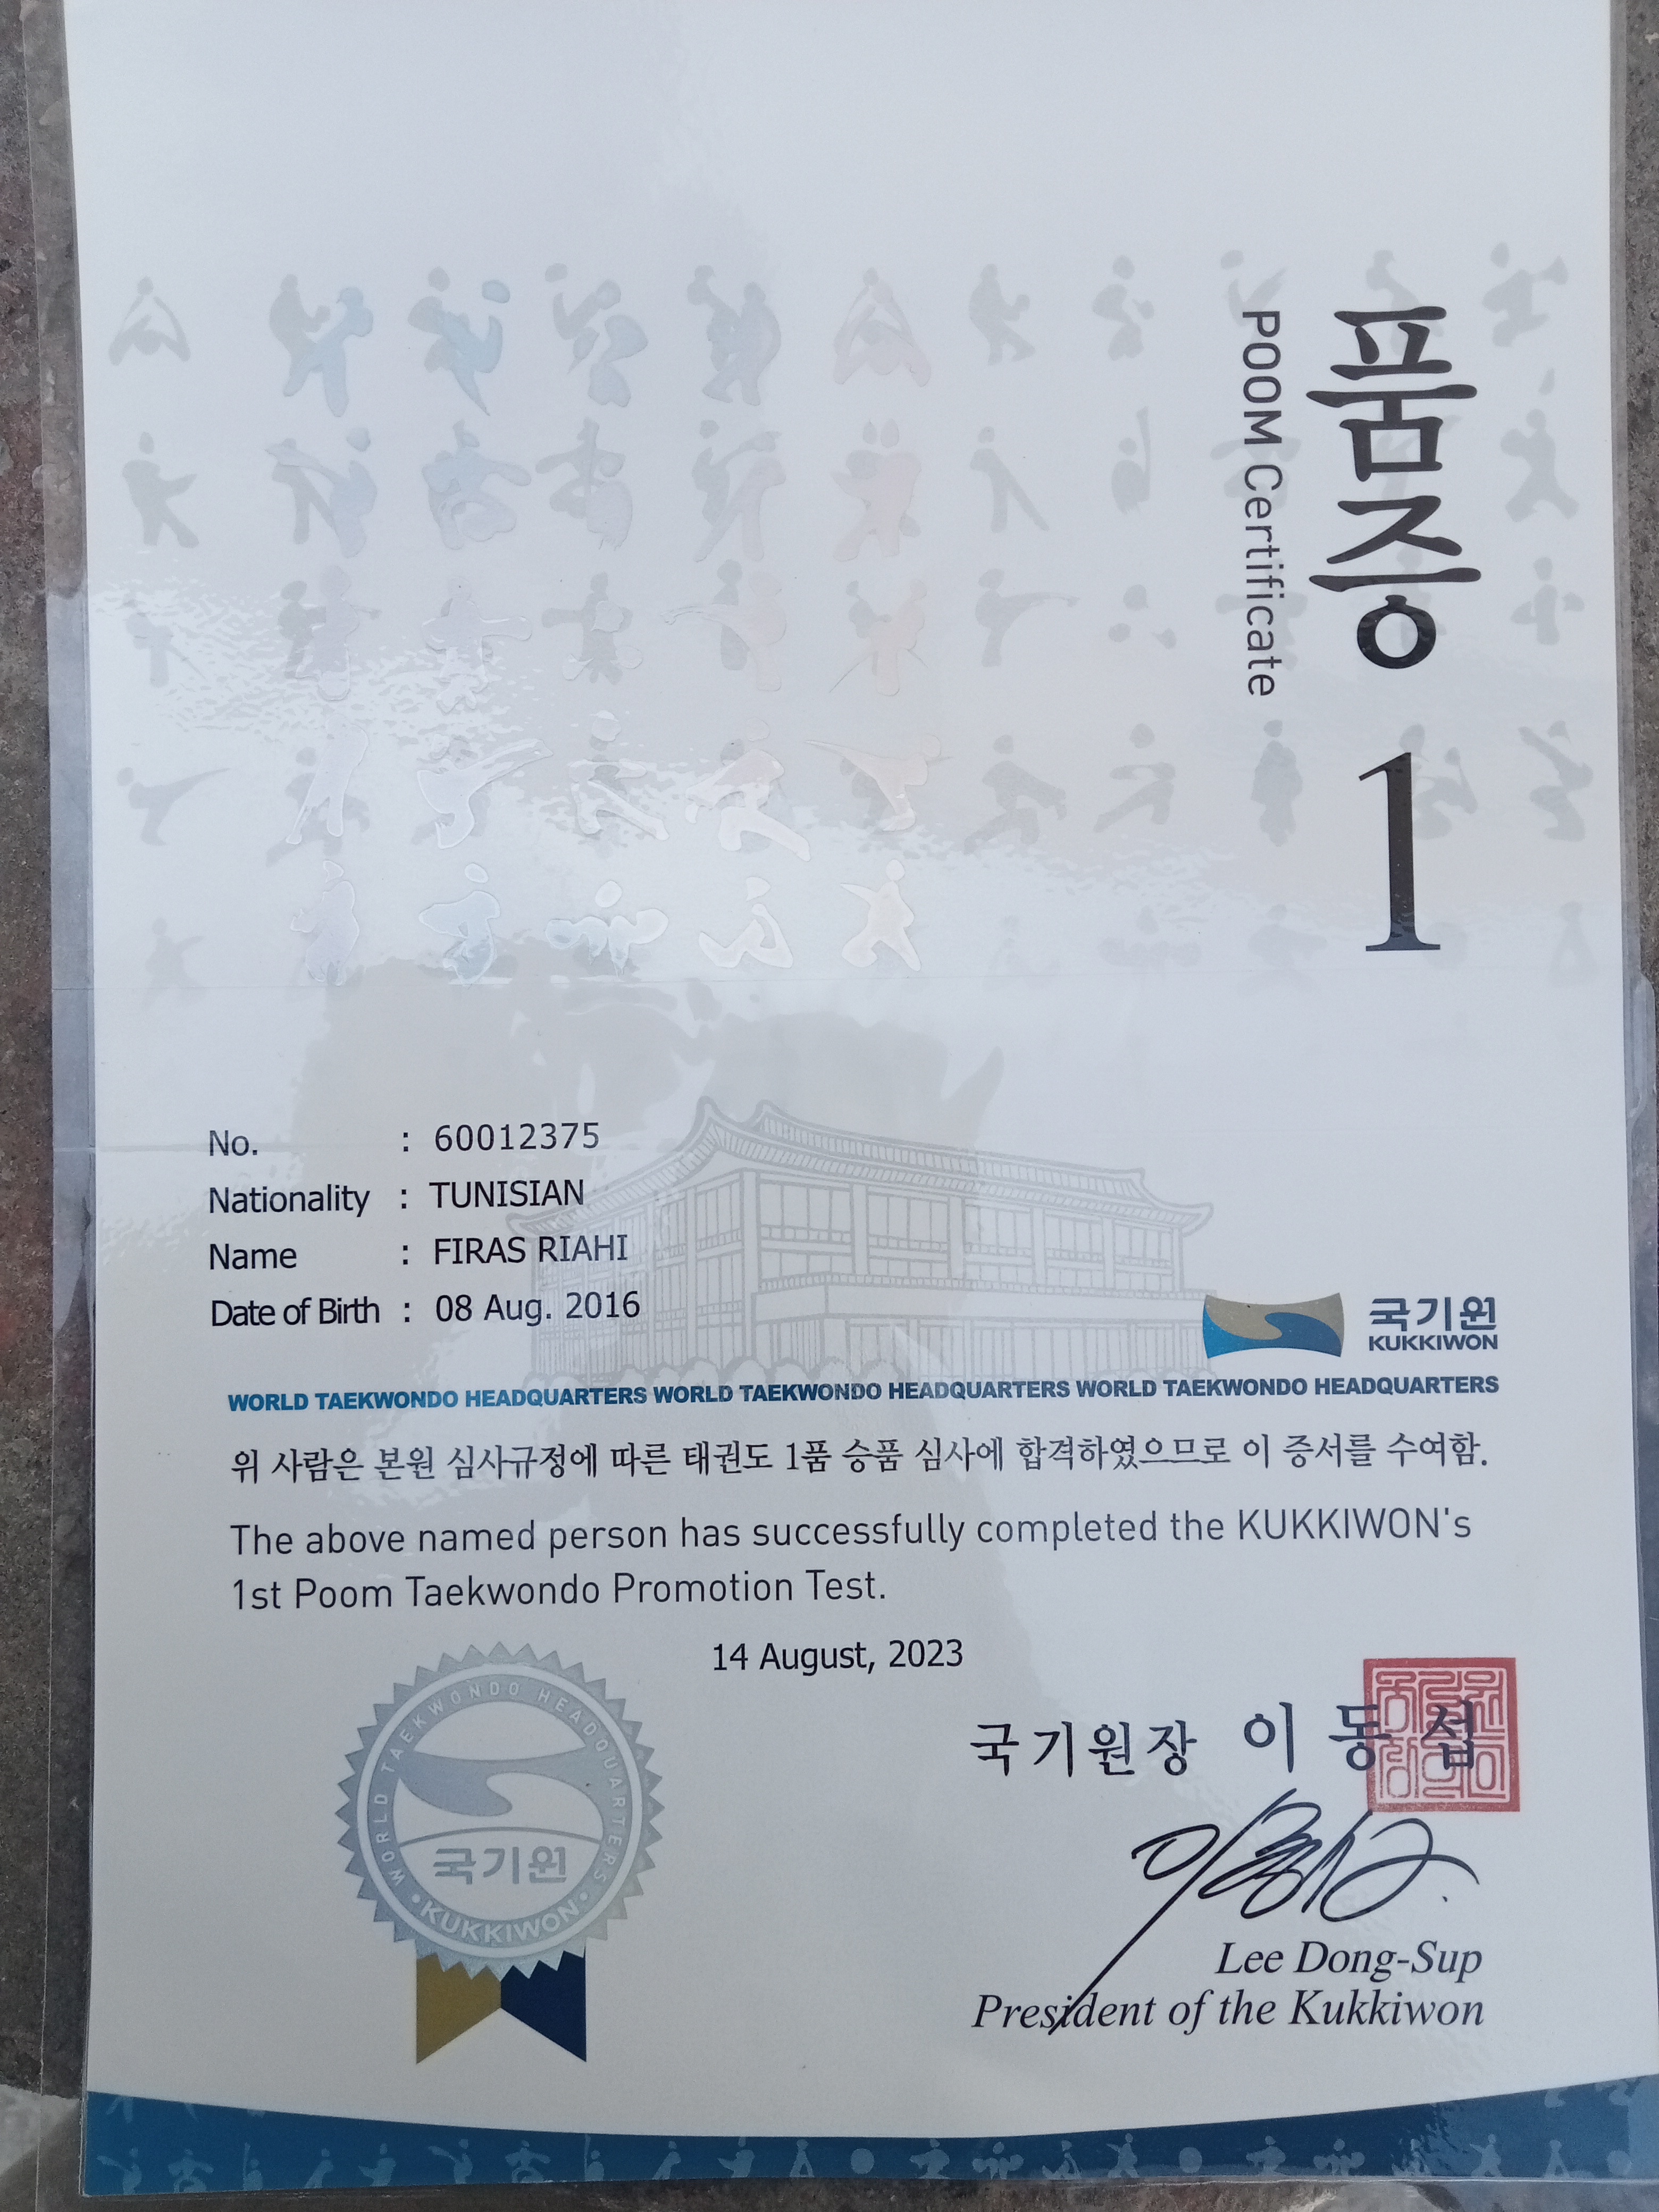 품증 1
POOM Certificate
No. : 60012375
Nationality : TUNISIAN
Name : FIRAS RIAHI
Date of Birth : 08 Aug. 2016
국기원
KUKKIWON
WORLD TAEKWONDO HEADQUARTERS WORLD TAEKWONDO HEADQUARTERS WORLD TAEKWONDO HEADQUARTERS
위 사람은 본원 심사규정에 따른 태권도 1품 승품 심사에 합격하였으므로 이 증서를 수여함.
The above named person has successfully completed the KUKKIWON's
1st Poom Taekwondo Promotion Test.
14 August, 2023
WORLD TAEKWONDO HEADQUARTERS
국기원
•KUKKIWON•
국기원장 이동섭
Lee Dong-Sup
President of the Kukkiwon